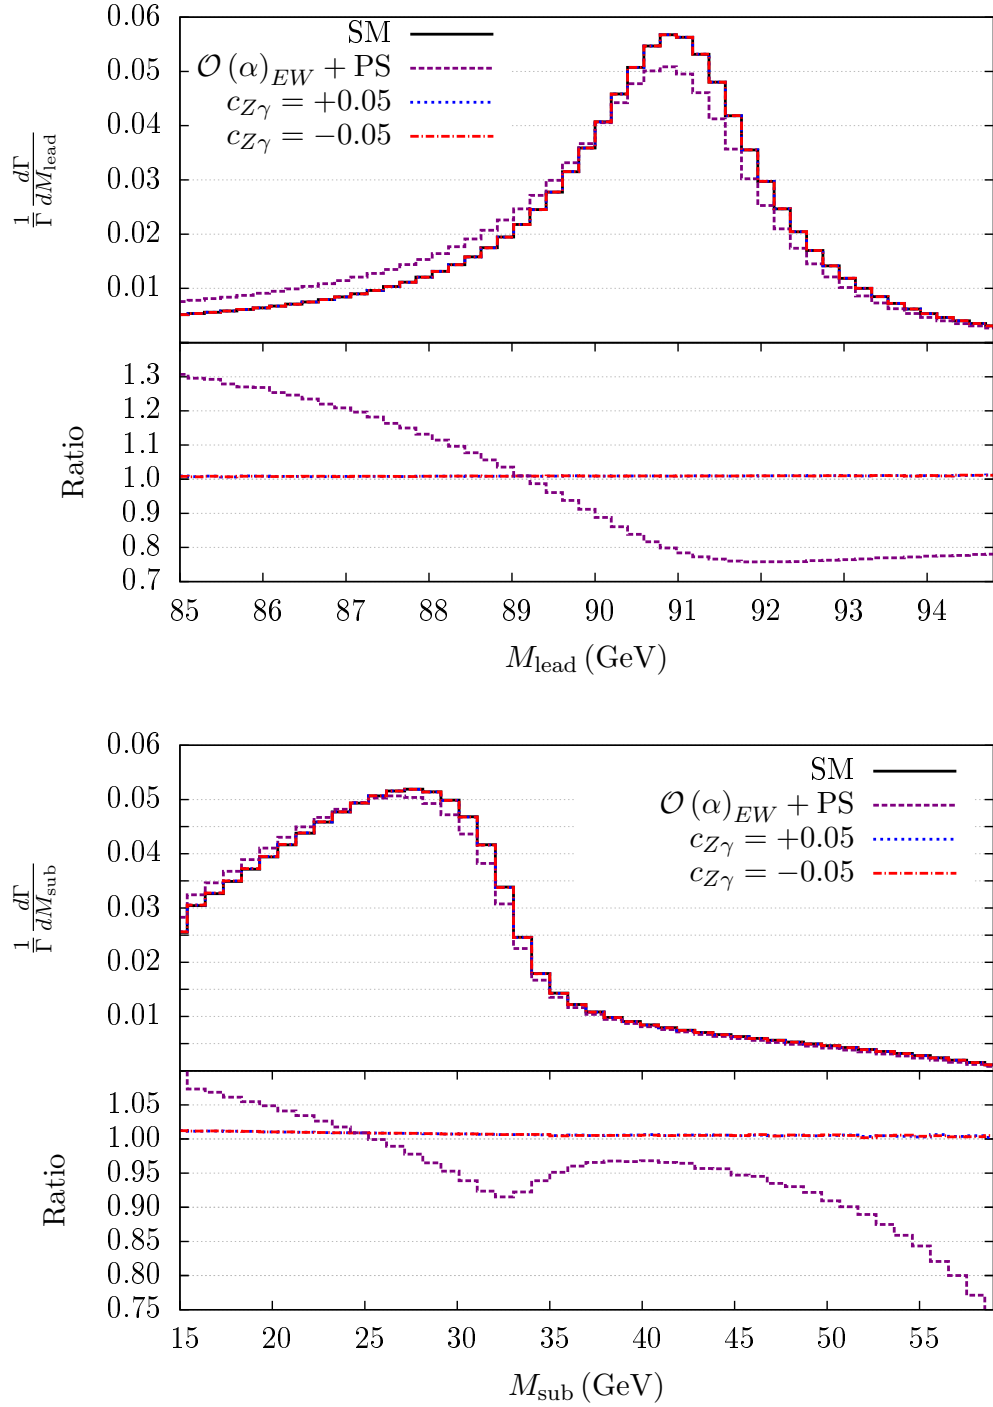 0.06
0.05
0.04
0.03
0.02
0.01
1/Γ dΓ/dM_lead
SM
𝒪(α)_EW + PS
c_Zγ = +0.05
c_Zγ = −0.05
1.3
1.2
1.1
1.0
0.9
0.8
0.7
Ratio
85 86 87 88 89 90 91 92 93 94
M_lead (GeV)
0.06
0.05
0.04
0.03
0.02
0.01
1/Γ dΓ/dM_sub
SM
𝒪(α)_EW + PS
c_Zγ = +0.05
c_Zγ = −0.05
1.05
1.00
0.95
0.90
0.85
0.80
0.75
Ratio
15 20 25 30 35 40 45 50 55
M_sub (GeV)